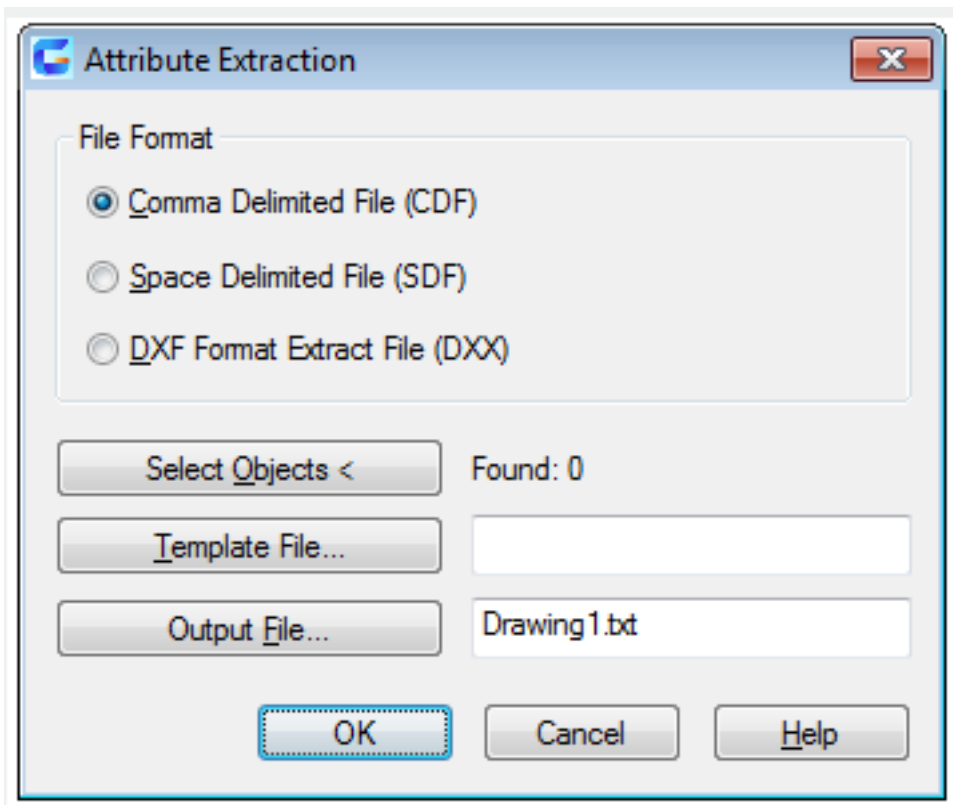 Attribute Extraction
File Format
Comma Delimited File (CDF)
Space Delimited File (SDF)
DXF Format Extract File (DXX)
Select Objects <
Found: 0
Template File...
Output File...
Drawing1.txt
OK
Cancel
Help